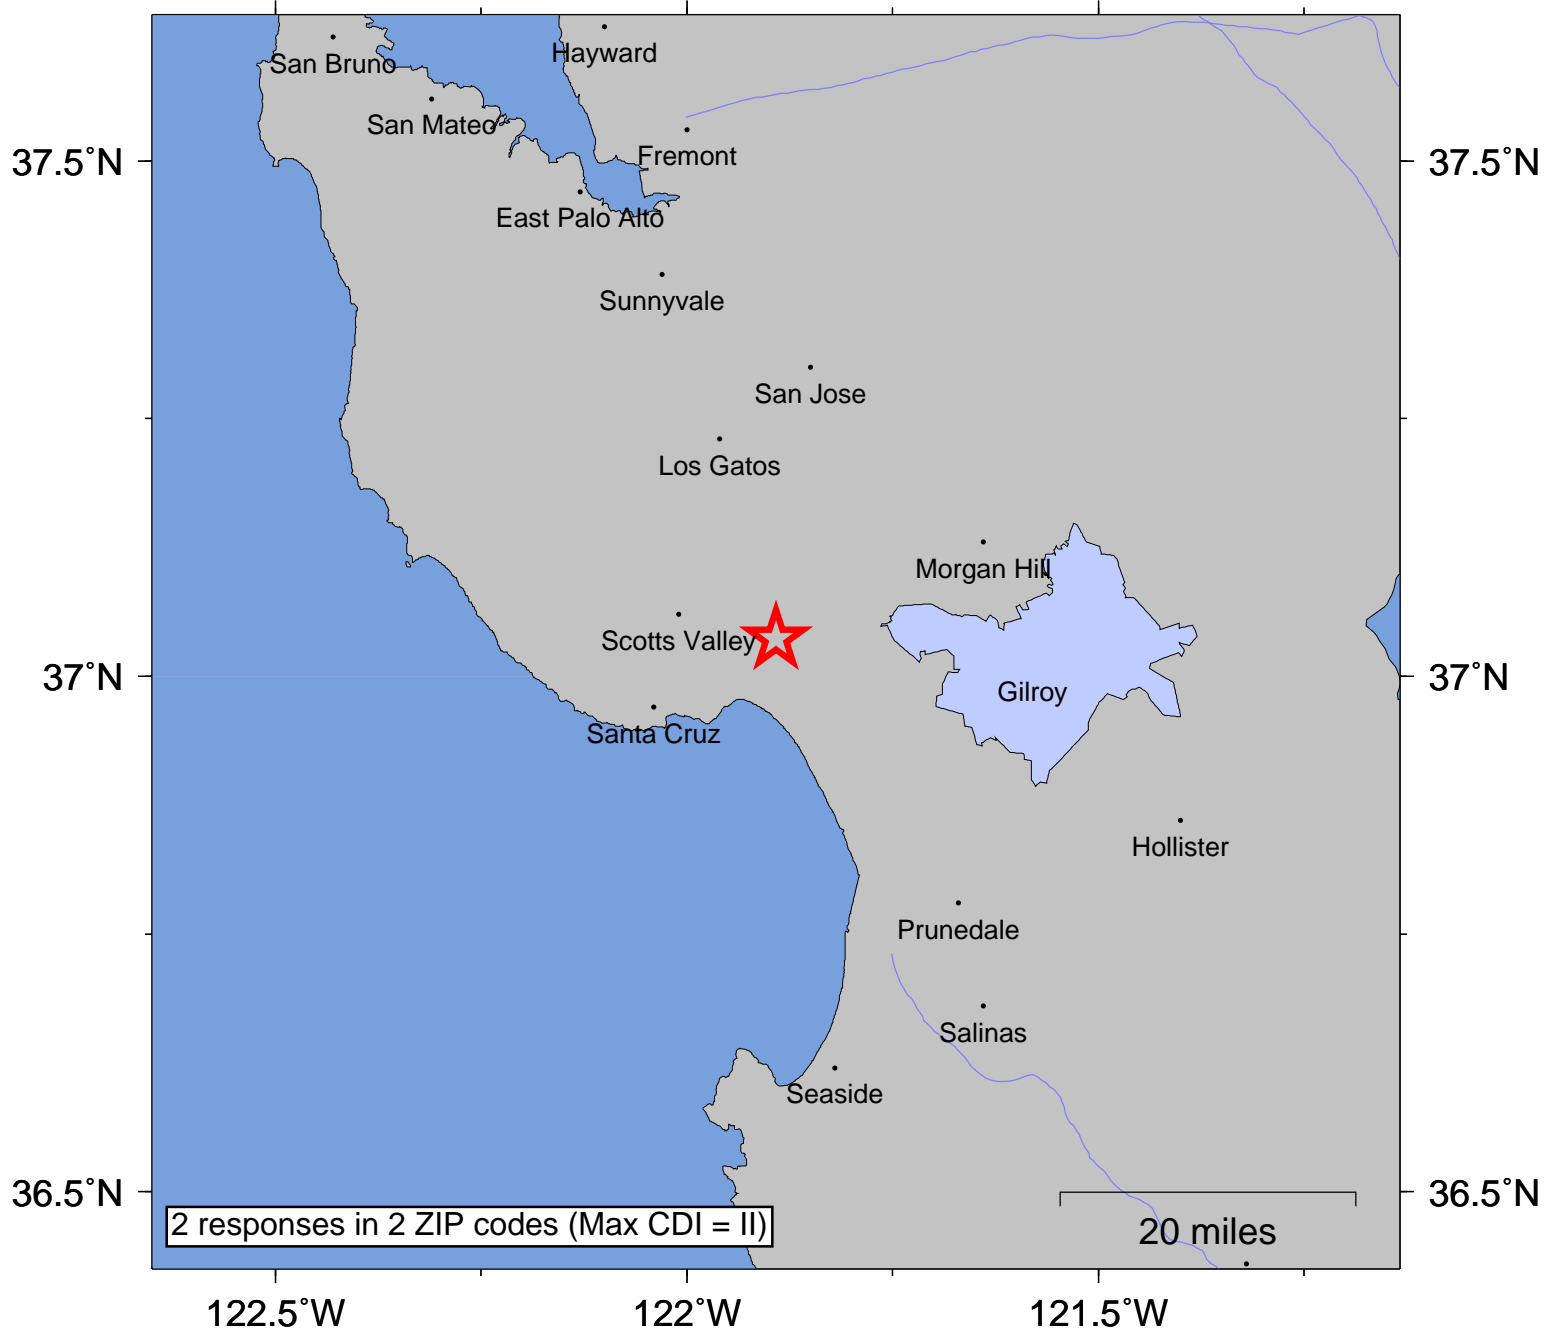 San Bruno
Hayward
San Mateo
37.5°N
Fremont
37.5°N
East Palo Alto
Sunnyvale
San Jose
Los Gatos
Morgan Hill
Scotts Valley
37°N
Gilroy
37°N
Santa Cruz
Hollister
Prunedale
Salinas
Seaside
36.5°N
36.5°N
2 responses in 2 ZIP codes (Max CDI = II)
20 miles
122.5°W
122°W
121.5°W